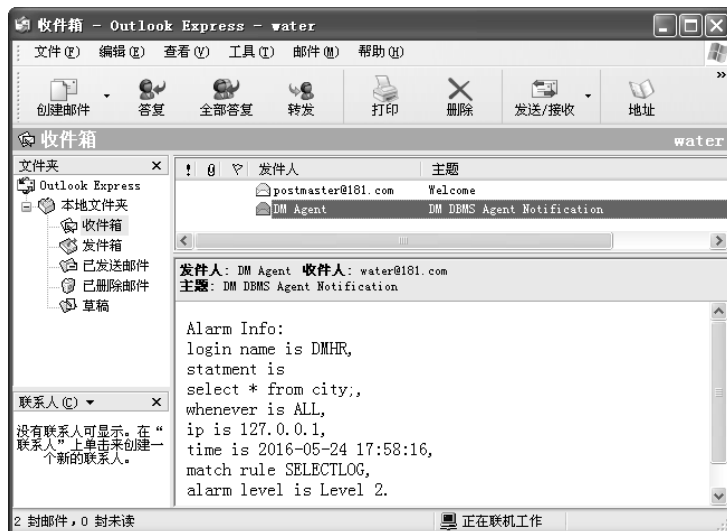 收件箱 - Outlook Express - water
文件(F) 编辑(E) 查看(V) 工具(T) 邮件(M) 帮助(H)
创建邮件 答复 全部答复 转发 打印 删除 发送/接收 地址
收件箱 water
文件夹
Outlook Express
本地文件夹
收件箱
发件箱
已发送邮件
已删除邮件
草稿
联系人(C)
没有联系人可显示。在“
联系人”上单击来创建一
个新的联系人。
! 发件人 主题
postmaster@181.com Welcome
DM Agent DM DBMS Agent Notification
发件人: DM Agent 收件人: water@181.com
主题: DM DBMS Agent Notification
Alarm Info:
login name is DMHR,
statment is
select * from city;,
whenever is ALL,
ip is 127.0.0.1,
time is 2016-05-24 17:58:16,
match rule SELECTLOG,
alarm level is Level 2.
2 封邮件，0 封未读 正在联机工作